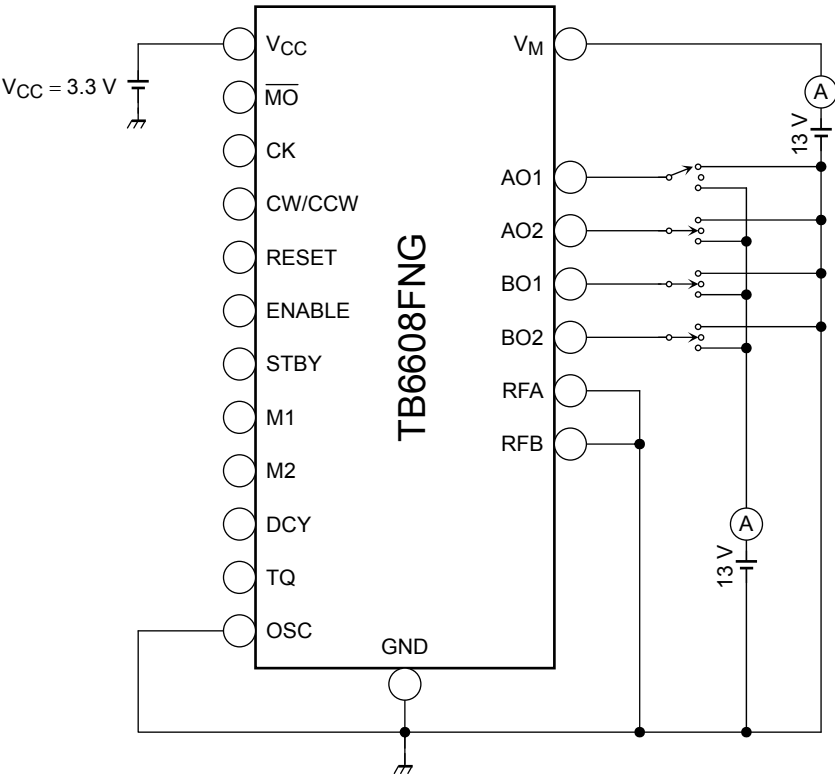 VCC
VM
VCC = 3.3 V
MO
A
13 V
CK
AO1
CW/CCW
AO2
RESET
BO1
ENABLE
BO2
STBY
TB6608FNG
RFA
M1
RFB
M2
DCY
A
13 V
TQ
OSC
GND